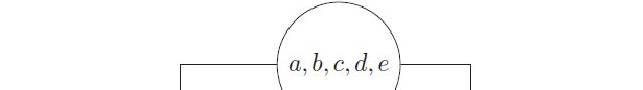 a, b, c, d, e